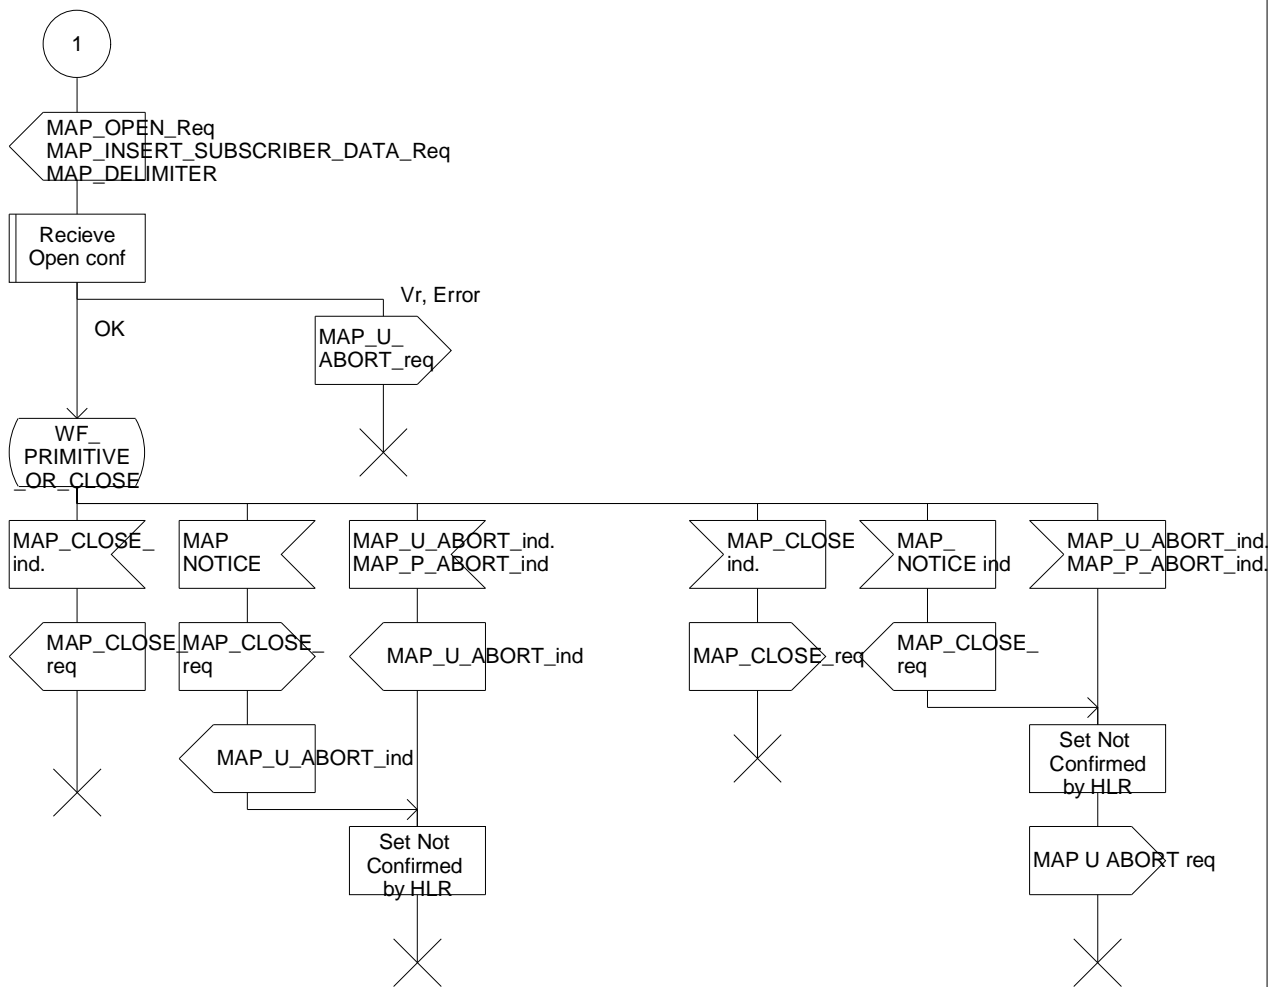 1
MAP_OPEN_Req
MAP_INSERT_SUBSCRIBER_DATA_Req
MAP_DELIMITER
Recieve
Open conf
Vr, Error
OK
MAP_U_
ABORT_req
WF_
PRIMITIVE
_OR_CLOSE
MAP_CLOSE_
ind.
MAP
NOTICE
MAP_U_ABORT_ind.
MAP_P_ABORT_ind
MAP_CLOSE
ind.
MAP_
NOTICE ind
MAP_U_ABORT_ind.
MAP_P_ABORT_ind.
MAP_CLOSE_
req
MAP_CLOSE_
req
MAP_U_ABORT_ind
MAP_CLOSE_req
MAP_CLOSE_
req
MAP_U_ABORT_ind
Set Not
Confirmed
by HLR
Set Not
Confirmed
by HLR
MAP U ABORT req